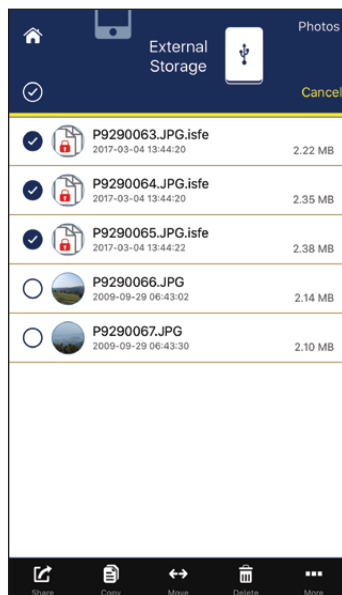 Photos
External
Storage
Cancel
P9290063.JPG.isfe
2017-03-04 13:44:20
2.22 MB
P9290064.JPG.isfe
2017-03-04 13:44:20
2.35 MB
P9290065.JPG.isfe
2017-03-04 13:44:22
2.38 MB
P9290066.JPG
2009-09-29 06:43:02
2.14 MB
P9290067.JPG
2009-09-29 06:43:30
2.10 MB
Share Copy Move Delete More